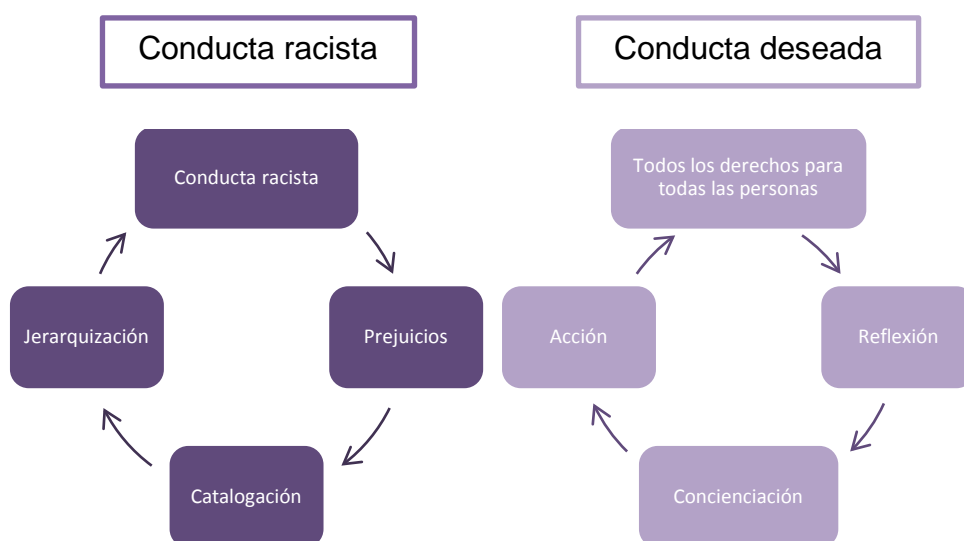 Conducta racista
Conducta deseada
Conducta racista
Prejuicios
Catalogación
Jerarquización
Todos los derechos para
todas las personas
Reflexión
Concienciación
Acción